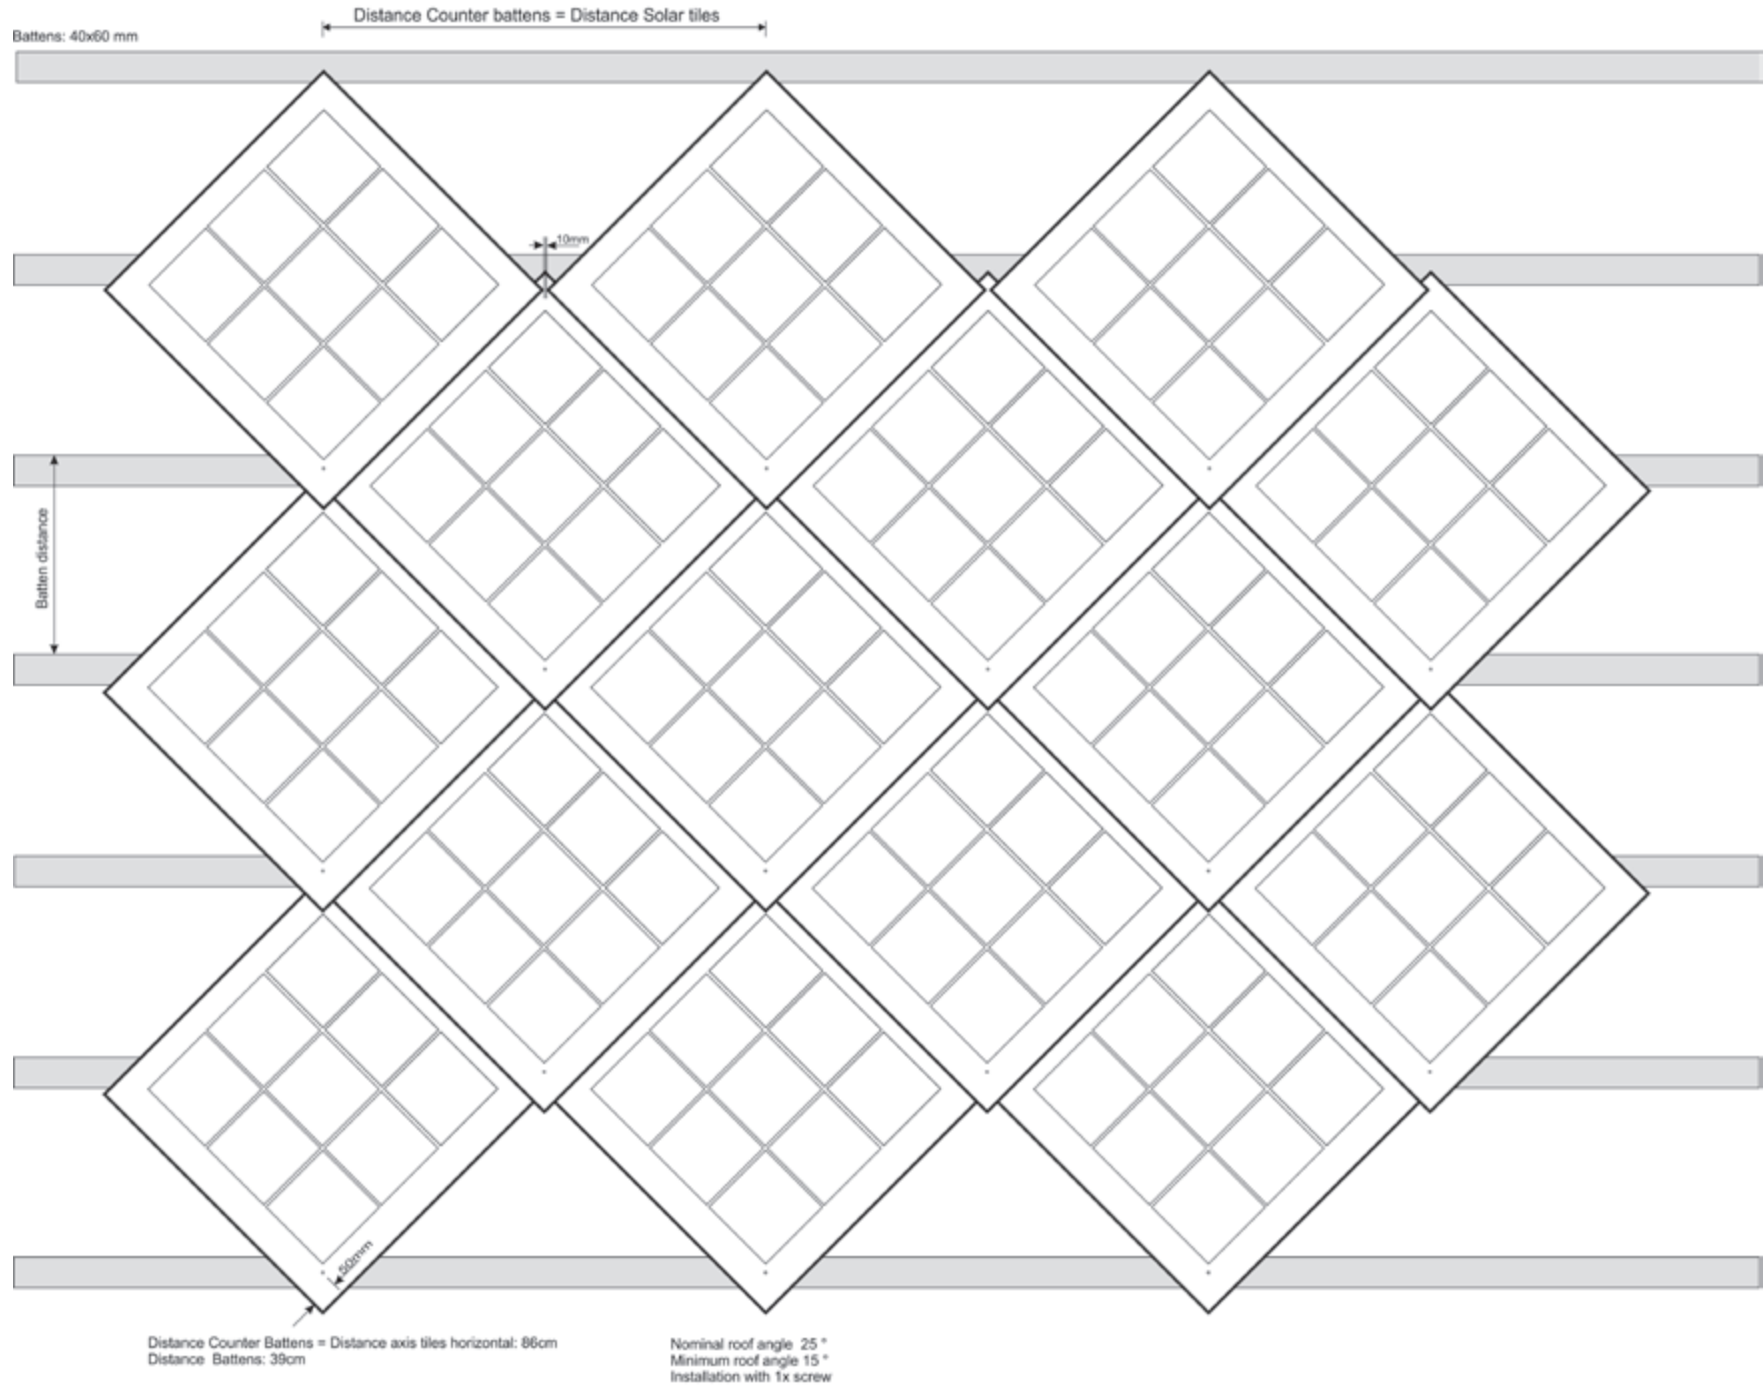 Distance Counter battens = Distance Solar tiles
Battens: 40x60 mm
10mm
Batten distance
50mm
Distance Counter Battens = Distance axis tiles horizontal: 86cm
Distance Battens: 39cm
Nominal roof angle 25 °
Minimum roof angle 15 °
Installation with 1x screw